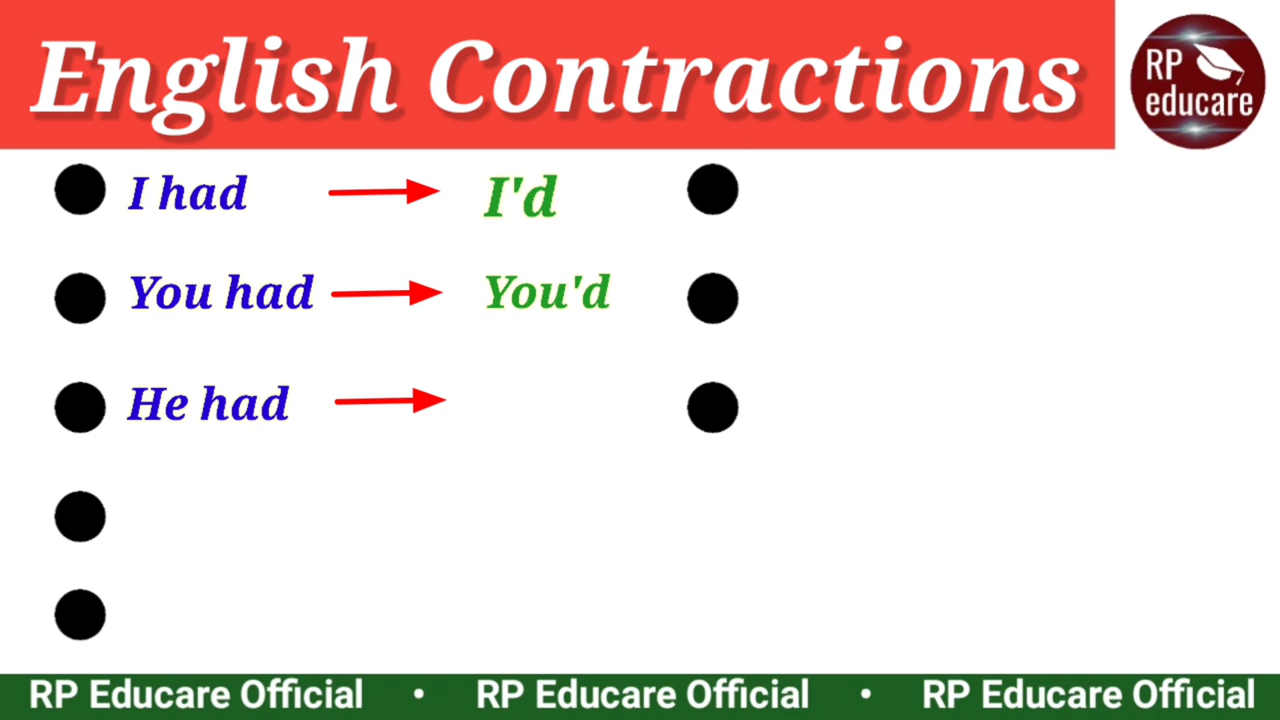 English Contractions
RP
educare
I had → I'd
You had → You'd
He had →
RP Educare Official • RP Educare Official • RP Educare Official